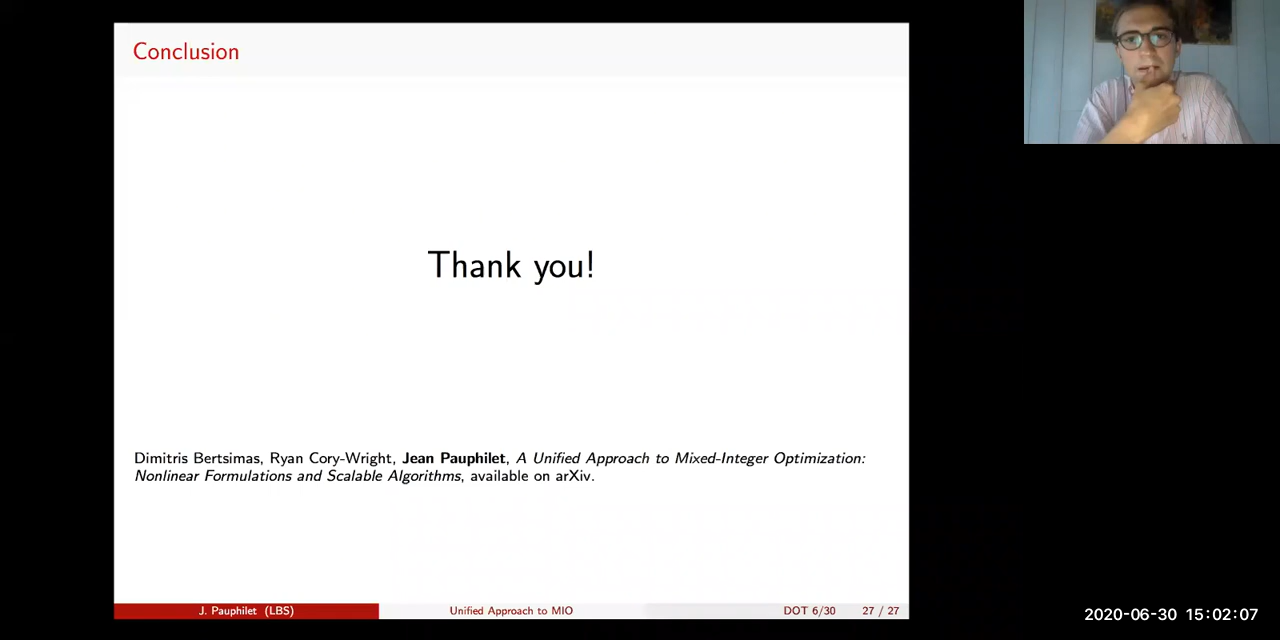 Conclusion
Thank you!
Dimitris Bertsimas, Ryan Cory-Wright, Jean Pauphilet, A Unified Approach to Mixed-Integer Optimization:
Nonlinear Formulations and Scalable Algorithms, available on arXiv.
J. Pauphilet (LBS) Unified Approach to MIO DOT 6/30 27 / 27
2020-06-30 15:02:07